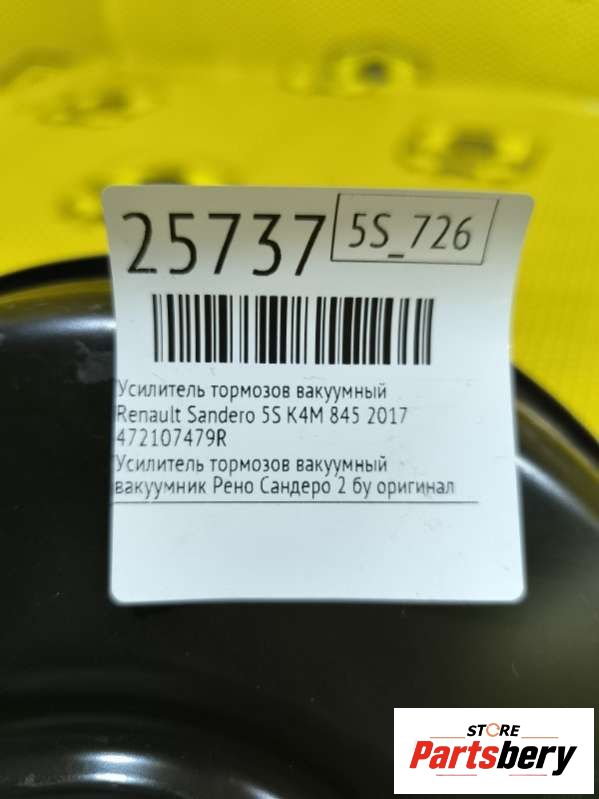 25737
5S_726
Усилитель тормозов вакуумный
Renault Sandero 5S K4M 845 2017
472107479R
Усилитель тормозов вакуумный
вакуумник Рено Сандеро 2 бу оригинал
STORE
Partsbery